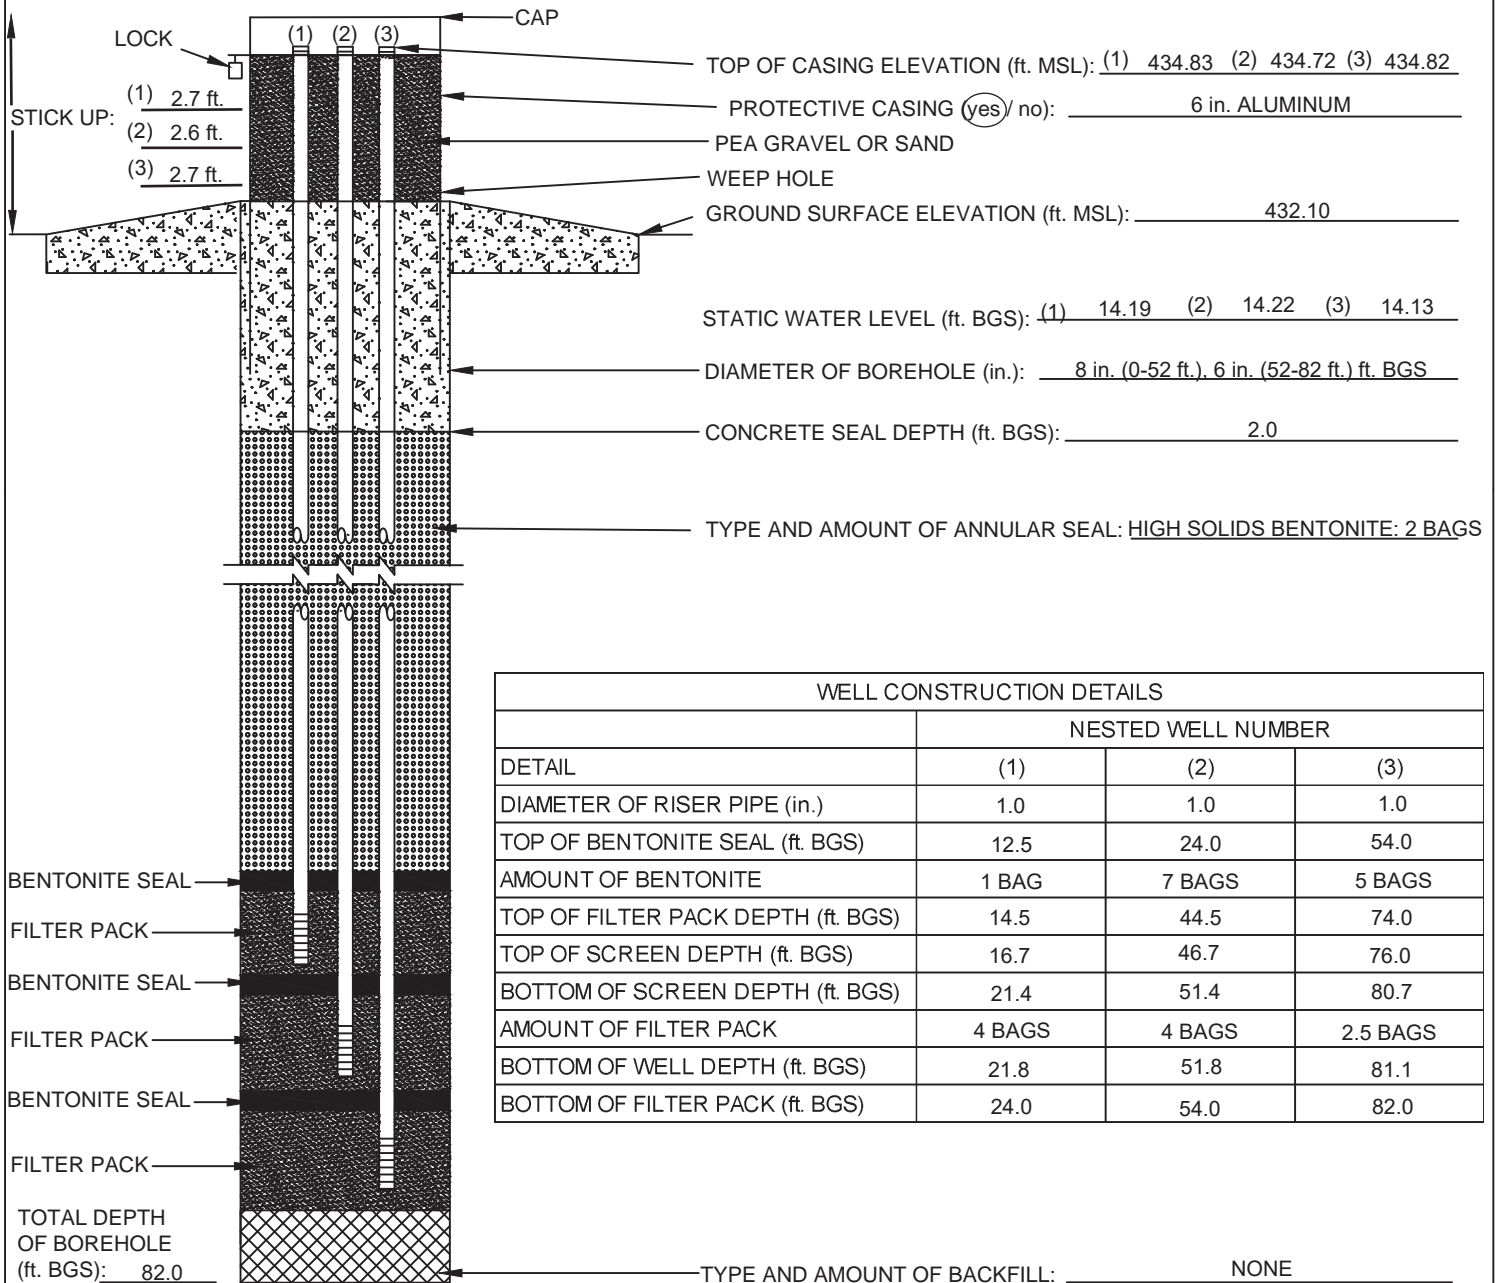 CAP
LOCK
(1) (2) (3)
TOP OF CASING ELEVATION (ft. MSL): (1) 434.83 (2) 434.72 (3) 434.82
STICK UP:
(1) 2.7 ft.
(2) 2.6 ft.
(3) 2.7 ft.
PROTECTIVE CASING (yes/ no): 6 in. ALUMINUM
PEA GRAVEL OR SAND
WEEP HOLE
GROUND SURFACE ELEVATION (ft. MSL): 432.10
STATIC WATER LEVEL (ft. BGS): (1) 14.19 (2) 14.22 (3) 14.13
DIAMETER OF BOREHOLE (in.): 8 in. (0-52 ft.), 6 in. (52-82 ft.) ft. BGS
CONCRETE SEAL DEPTH (ft. BGS): 2.0
TYPE AND AMOUNT OF ANNULAR SEAL: HIGH SOLIDS BENTONITE: 2 BAGS
WELL CONSTRUCTION DETAILS
NESTED WELL NUMBER
DETAIL (1) (2) (3)
DIAMETER OF RISER PIPE (in.) 1.0 1.0 1.0
TOP OF BENTONITE SEAL (ft. BGS) 12.5 24.0 54.0
AMOUNT OF BENTONITE 1 BAG 7 BAGS 5 BAGS
TOP OF FILTER PACK DEPTH (ft. BGS) 14.5 44.5 74.0
TOP OF SCREEN DEPTH (ft. BGS) 16.7 46.7 76.0
BOTTOM OF SCREEN DEPTH (ft. BGS) 21.4 51.4 80.7
AMOUNT OF FILTER PACK 4 BAGS 4 BAGS 2.5 BAGS
BOTTOM OF WELL DEPTH (ft. BGS) 21.8 51.8 81.1
BOTTOM OF FILTER PACK (ft. BGS) 24.0 54.0 82.0
BENTONITE SEAL
FILTER PACK
BENTONITE SEAL
FILTER PACK
BENTONITE SEAL
FILTER PACK
TOTAL DEPTH
OF BOREHOLE
(ft. BGS): 82.0
TYPE AND AMOUNT OF BACKFILL: NONE